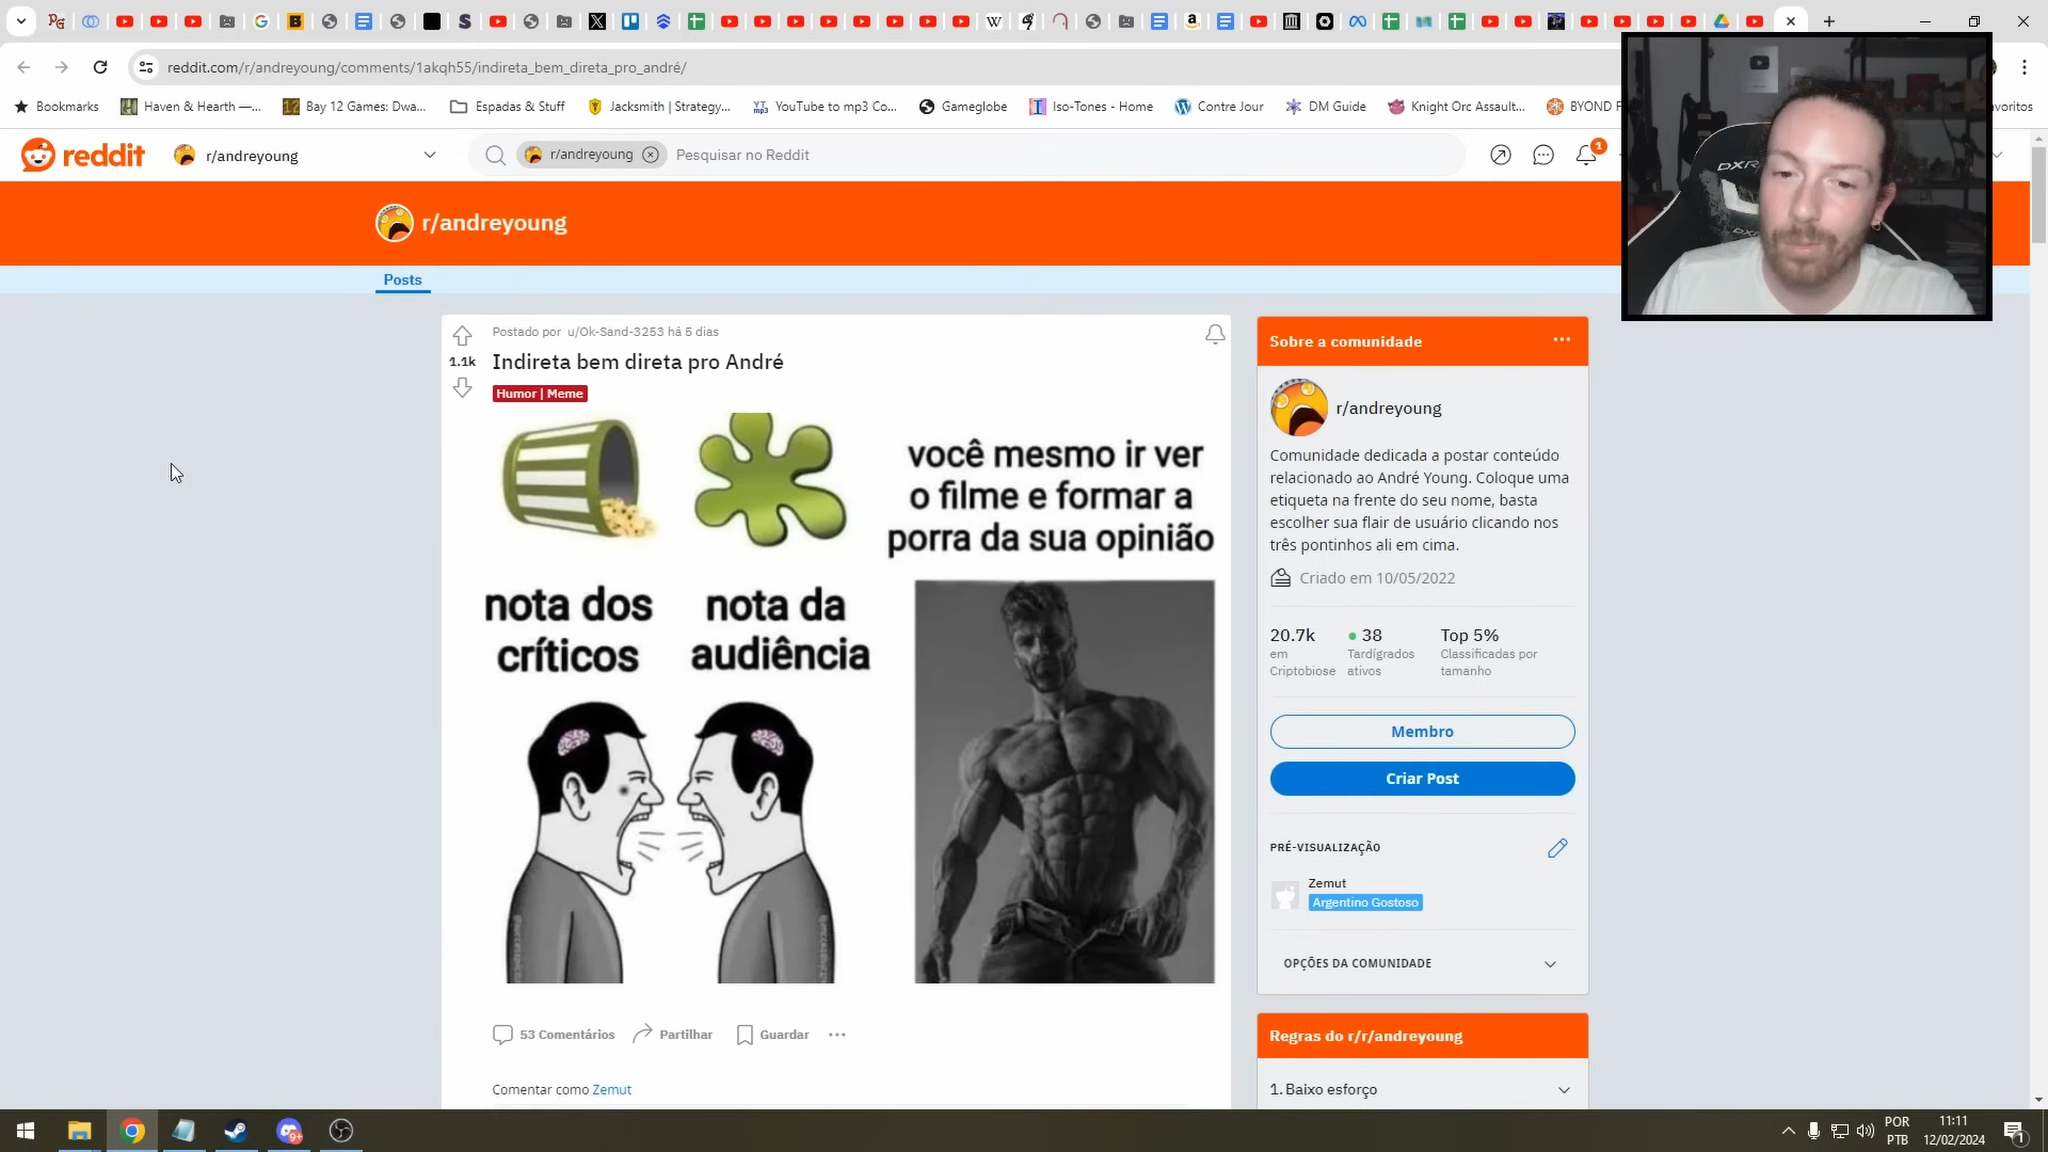 reddit.com/r/andreyoung/comments/1akqh55/indireta_bem_direta_pro_andré/
Bookmarks
Haven & Hearth —...
Bay 12 Games: Dwa...
Espadas & Stuff
Jacksmith | Strategy...
YouTube to mp3 Co...
Gameglobe
Iso-Tones - Home
Contre Jour
DM Guide
Knight Orc Assault...
BYOND F
avoritos
reddit
r/andreyoung
r/andreyoung
Pesquisar no Reddit
1
r/andreyoung
Posts
Postado por u/Ok-Sand-3253 há 5 dias
1.1k
Indireta bem direta pro André
Humor | Meme
nota dos
críticos
nota da
audiência
você mesmo ir ver
o filme e formar a
porra da sua opinião
53 Comentários
Partilhar
Guardar
Comentar como Zemut
Sobre a comunidade
r/andreyoung
Comunidade dedicada a postar conteúdo
relacionado ao André Young. Coloque uma
etiqueta na frente do seu nome, basta
escolher sua flair de usuário clicando nos
três pontinhos ali em cima.
Criado em 10/05/2022
20.7k
em
Criptobiose
38
Tardígrados
ativos
Top 5%
Classificadas por
tamanho
Membro
Criar Post
PRÉ-VISUALIZAÇÃO
Zemut
Argentino Gostoso
OPÇÕES DA COMUNIDADE
Regras do r/r/andreyoung
1. Baixo esforço
DXR
9+
POR
PTB
11:11
12/02/2024
1